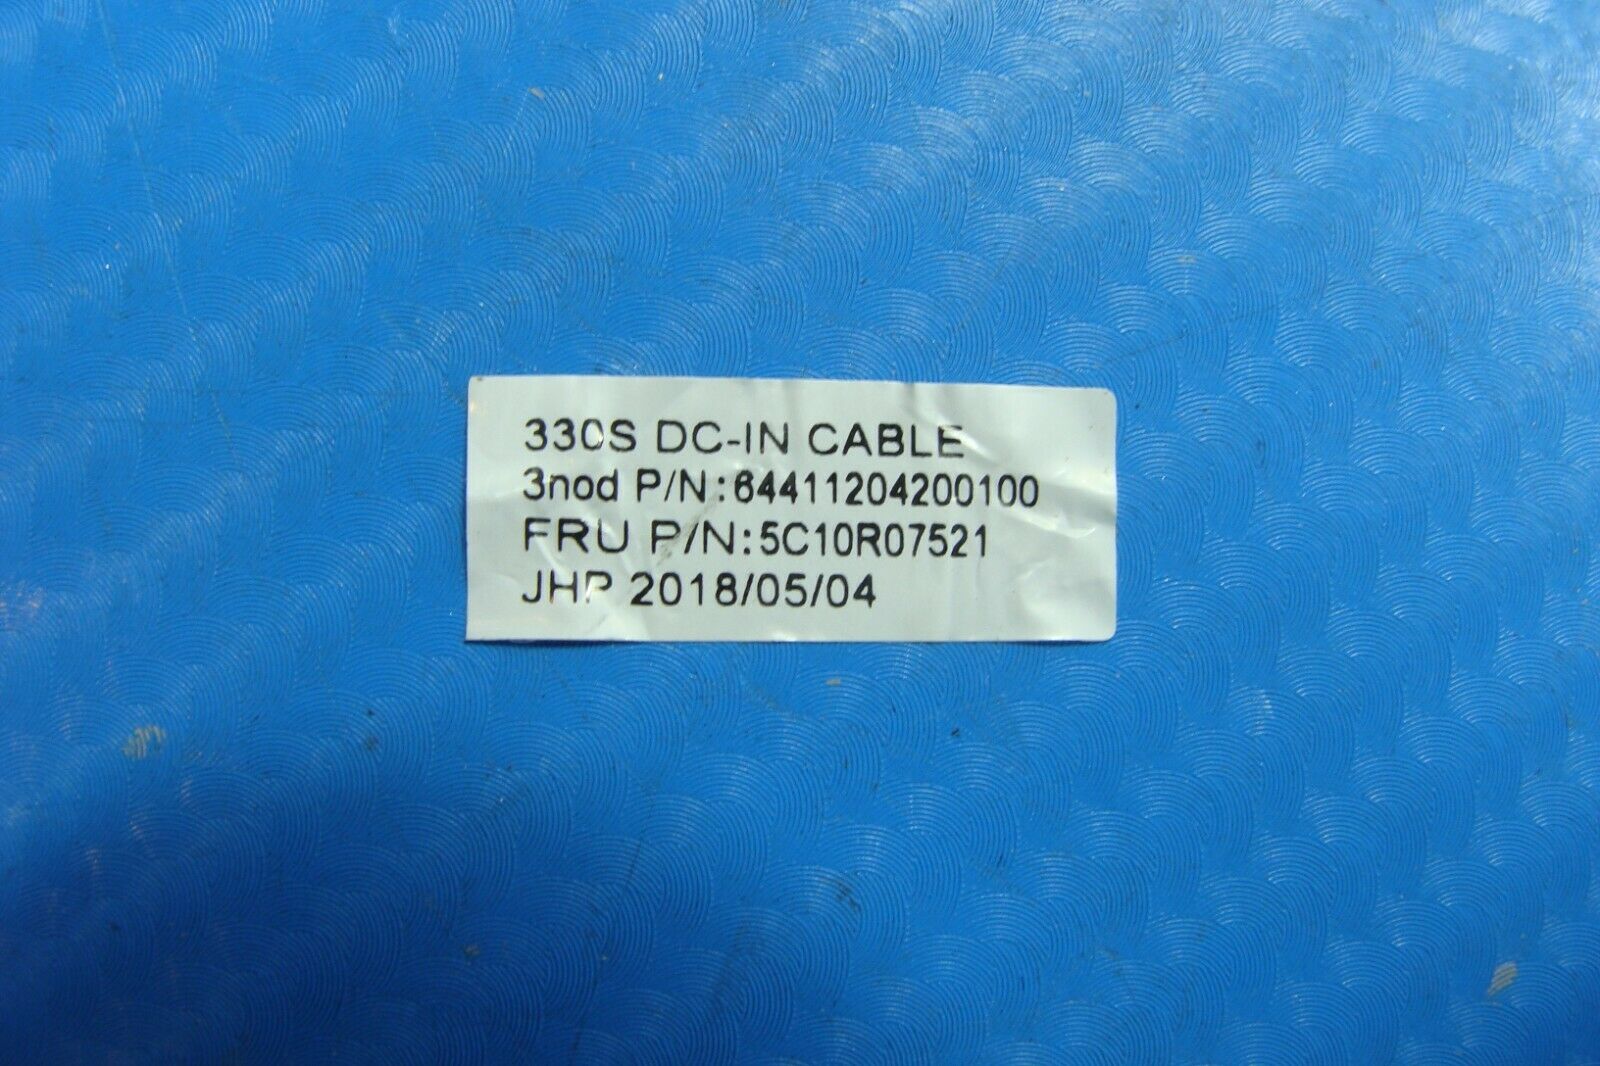 330S DC-IN CABLE
3nod P/N:64411204200100
FRU P/N:5C10R07521
JHP 2018/05/04